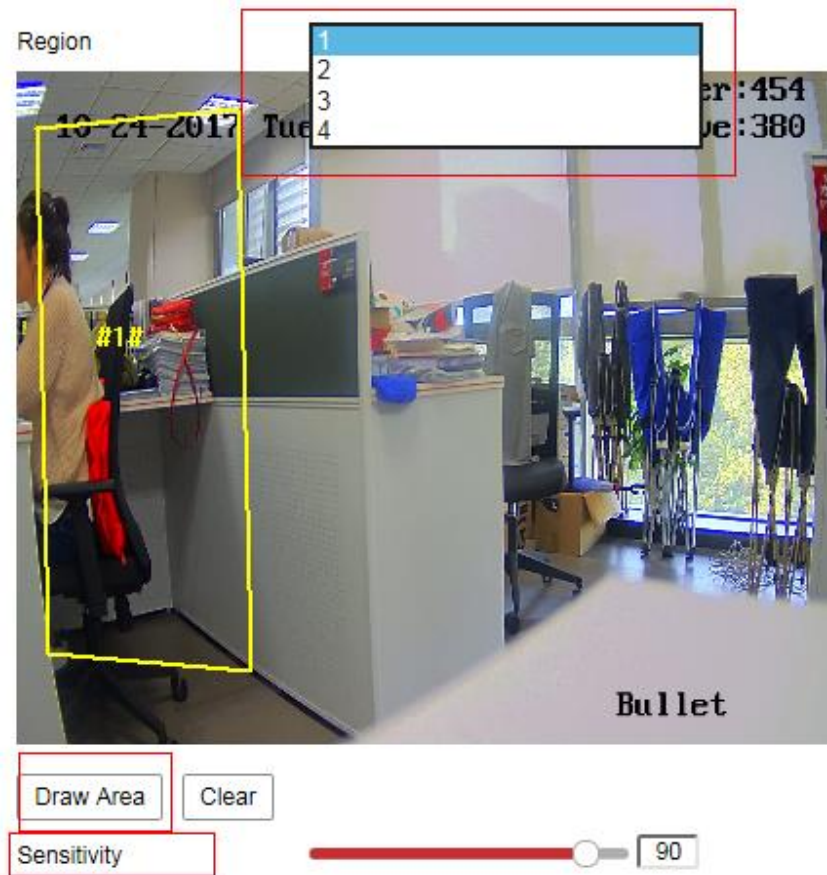 Region
1
2
3
4
er:454
10-24-2017 Tue
ve:380
#1#
Bullet
Draw Area
Clear
Sensitivity
90